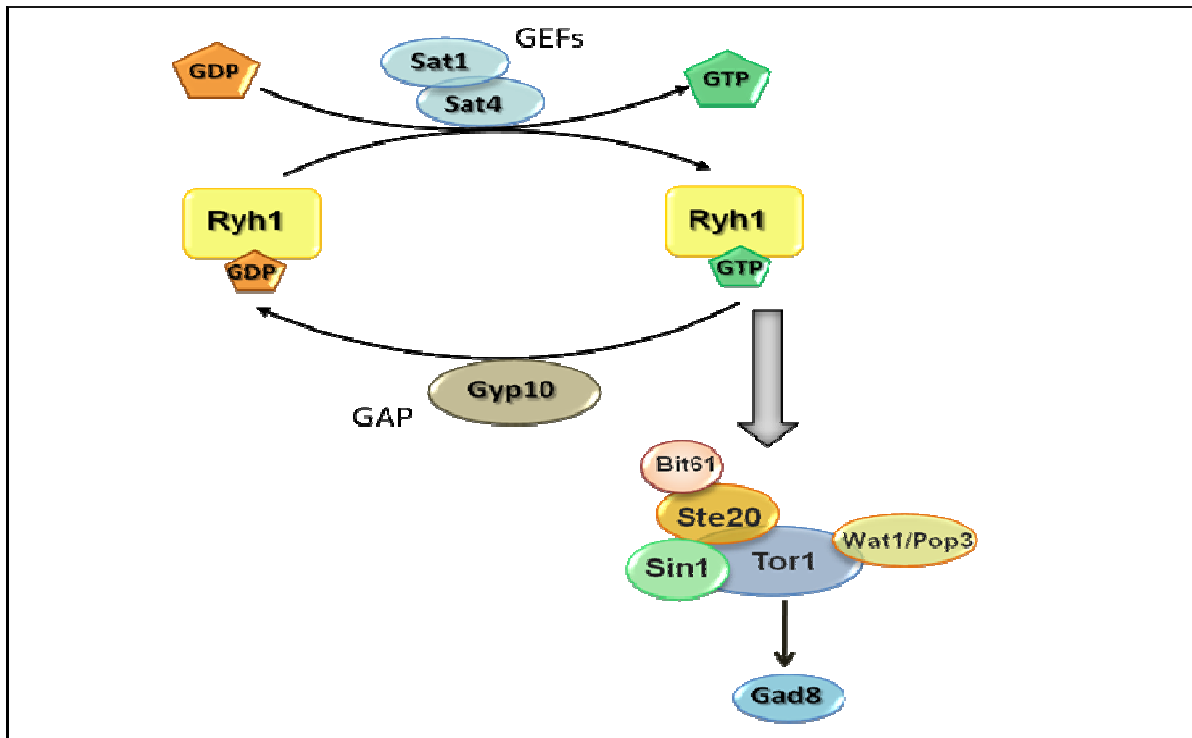 GEFs
Sat1
GDP
GTP
Sat4
Ryh1
Ryh1
GDP
GTP
Gyp10
GAP
Bit61
Ste20
Wat1/Pop3
Sin1
Tor1
Gad8